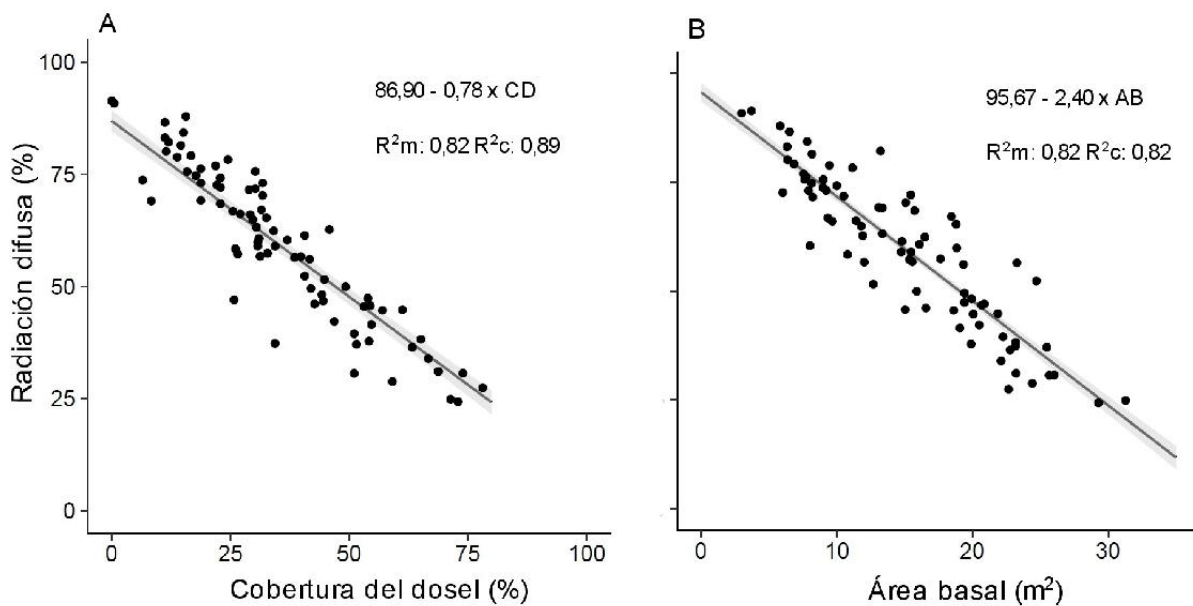 A
86,90 - 0,78 x CD
R²m: 0,82 R²c: 0,89
Radiación difusa (%)
100
75
50
25
0
0 25 50 75 100
Cobertura del dosel (%)
B
95,67 - 2,40 x AB
R²m: 0,82 R²c: 0,82
0 10 20 30
Área basal (m²)